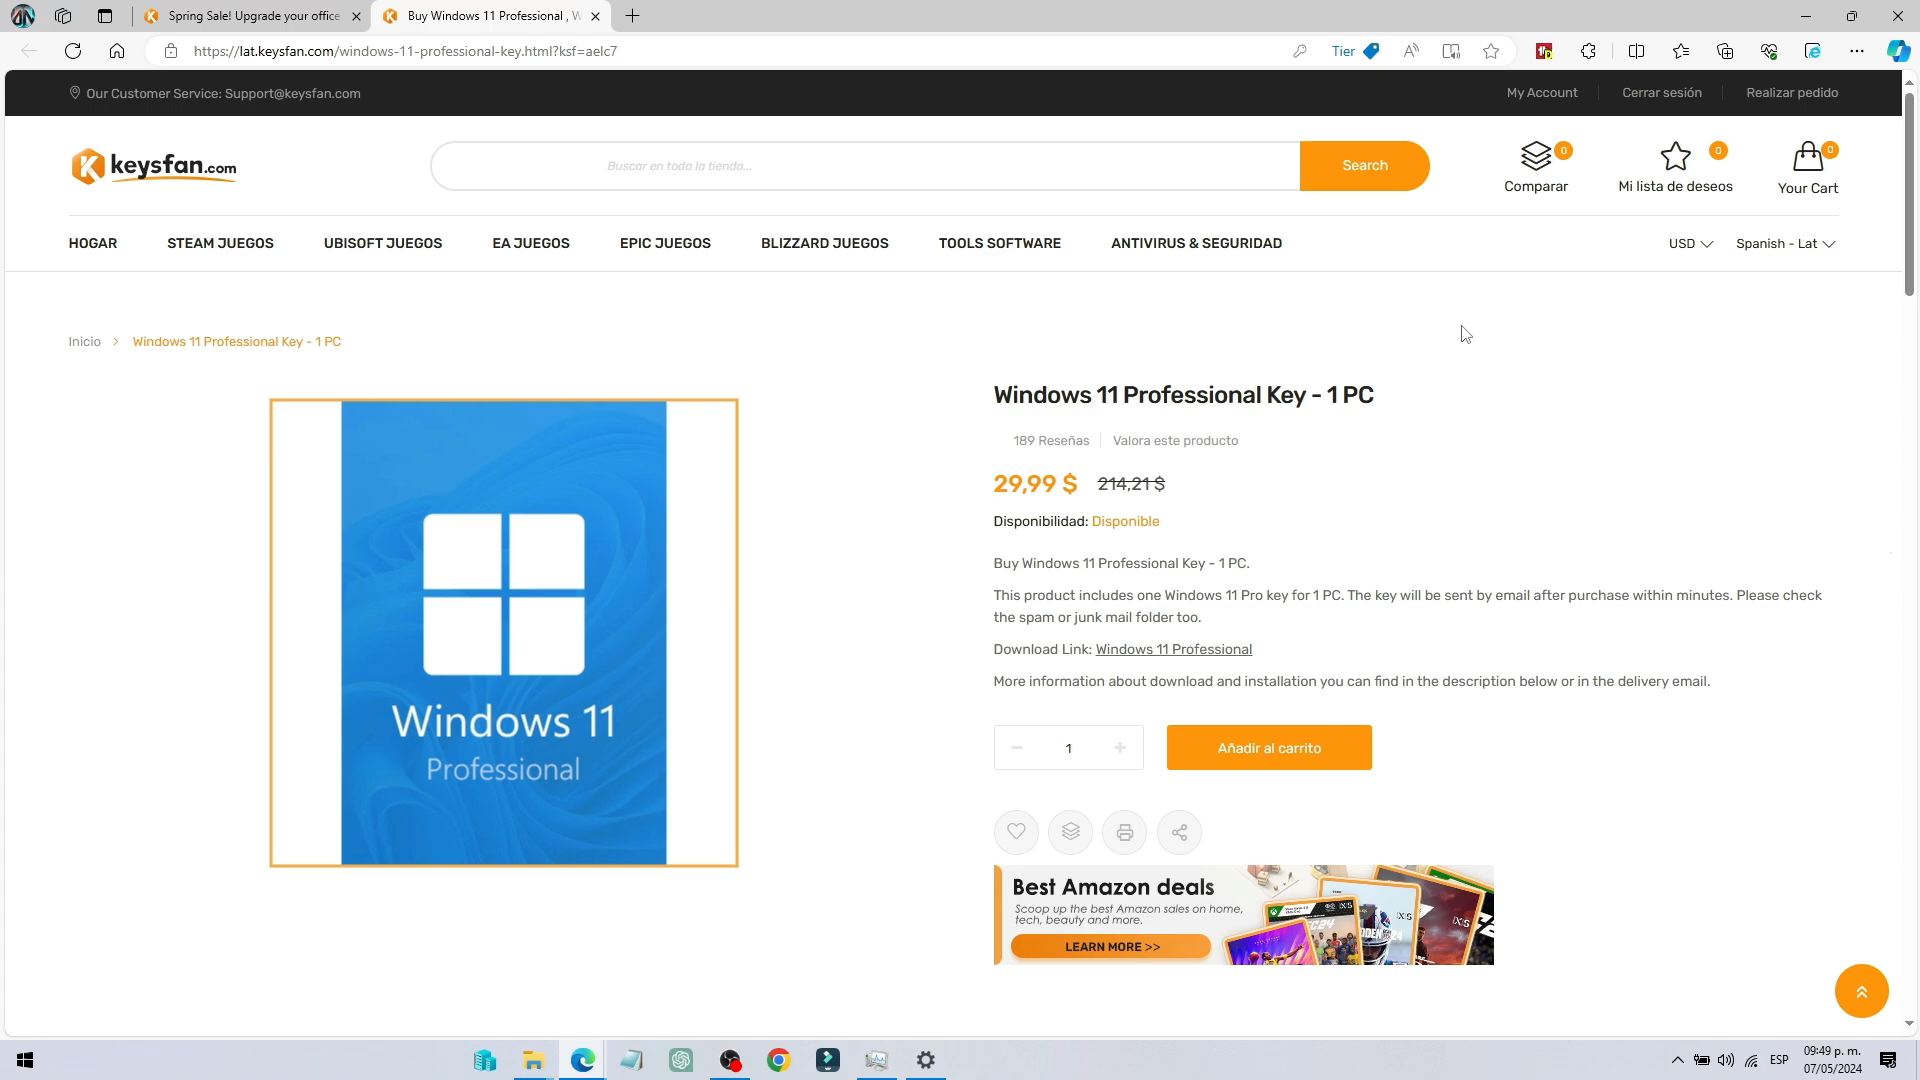 Spring Sale! Upgrade your office
Buy Windows 11 Professional , W
https://lat.keysfan.com/windows-11-professional-key.html?ksf=aelc7
Tier
Our Customer Service: Support@keysfan.com
My Account
Cerrar sesión
Realizar pedido
keysfan.com
Buscar en toda la tienda...
Search
0
Comparar
0
Mi lista de deseos
0
Your Cart
HOGAR
STEAM JUEGOS
UBISOFT JUEGOS
EA JUEGOS
EPIC JUEGOS
BLIZZARD JUEGOS
TOOLS SOFTWARE
ANTIVIRUS & SEGURIDAD
USD
Spanish - Lat
Inicio > Windows 11 Professional Key - 1 PC
Windows 11
Professional
Windows 11 Professional Key - 1 PC
189 Reseñas
Valora este producto
29,99 $ 214,21 $
Disponibilidad: Disponible
Buy Windows 11 Professional Key - 1 PC.
This product includes one Windows 11 Pro key for 1 PC. The key will be sent by email after purchase within minutes. Please check
the spam or junk mail folder too.
Download Link: Windows 11 Professional
More information about download and installation you can find in the description below or in the delivery email.
1
Añadir al carrito
Best Amazon deals
Scoop up the best Amazon sales on home,
tech, beauty and more.
LEARN MORE >>
ESP
09:49 p. m.
07/05/2024